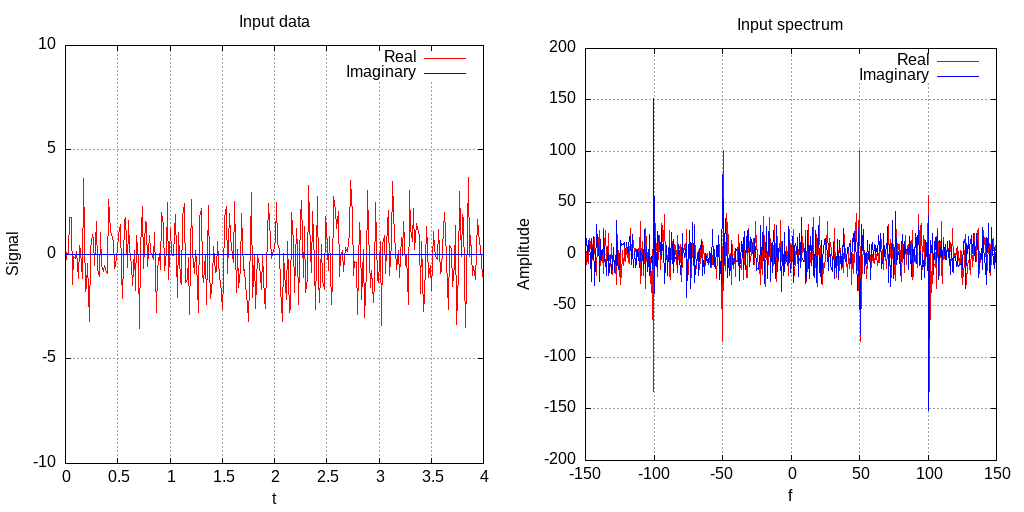 Input data
Real
Imaginary
10
5
0
-5
-10
0 0.5 1 1.5 2 2.5 3 3.5 4
Signal
t
Input spectrum
Real
Imaginary
200
150
100
50
0
-50
-100
-150
-200
-150 -100 -50 0 50 100 150
Amplitude
f